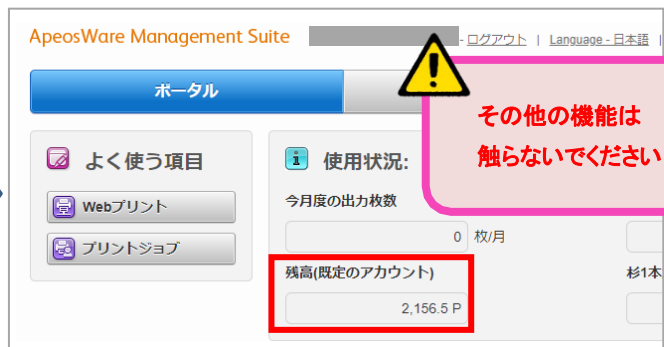 ApeosWare Management Suite - ログアウト | Language - 日本語 |
ポータル
その他の機能は
触らないでください
よく使う項目
Webプリント
プリントジョブ
使用状況:
今月度の出力枚数
0 枚/月
残高(既定のアカウント)
杉1本
2,156.5 P